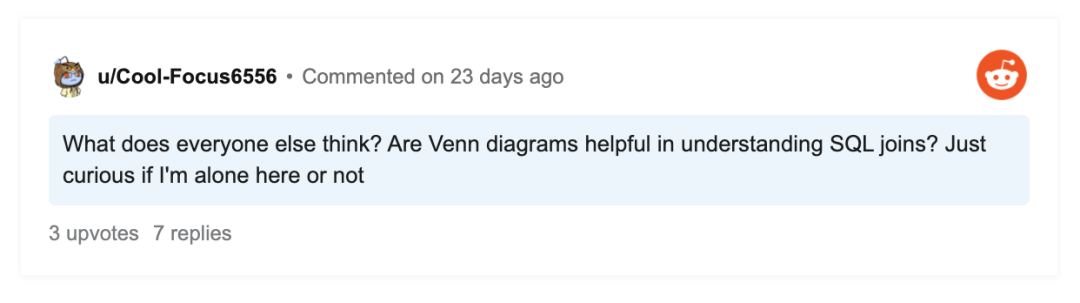 u/Cool-Focus6556 • Commented on 23 days ago
What does everyone else think? Are Venn diagrams helpful in understanding SQL joins? Just
curious if I'm alone here or not
3 upvotes 7 replies